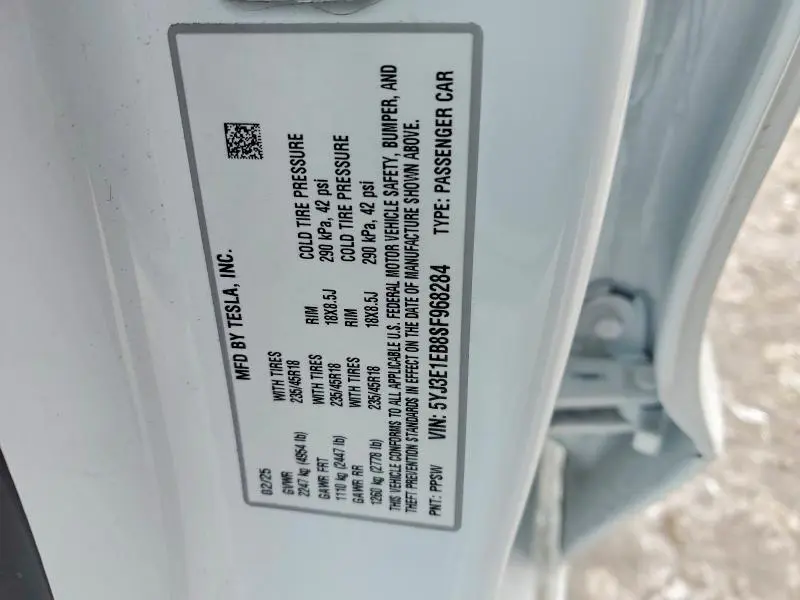 MFD BY TESLA, INC.
02/25
GVWR WITH TIRES RIM COLD TIRE PRESSURE
2247 kg (4954 lb) 235/45R18 18X8.5J 290 kPa, 42 psi
GAWR FRT WITH TIRES RIM COLD TIRE PRESSURE
1110 kg (2447 lb) 235/45R18 18X8.5J 290 kPa, 42 psi
GAWR RR WITH TIRES
1260 kg (2778 lb) 235/45R18
THIS VEHICLE CONFORMS TO ALL APPLICABLE U.S. FEDERAL MOTOR VEHICLE SAFETY, BUMPER, AND
THEFT PREVENTION STANDARDS IN EFFECT ON THE DATE OF MANUFACTURE SHOWN ABOVE.
PNT: PPSW VIN: 5YJ3E1EB8SF968284 TYPE: PASSENGER CAR